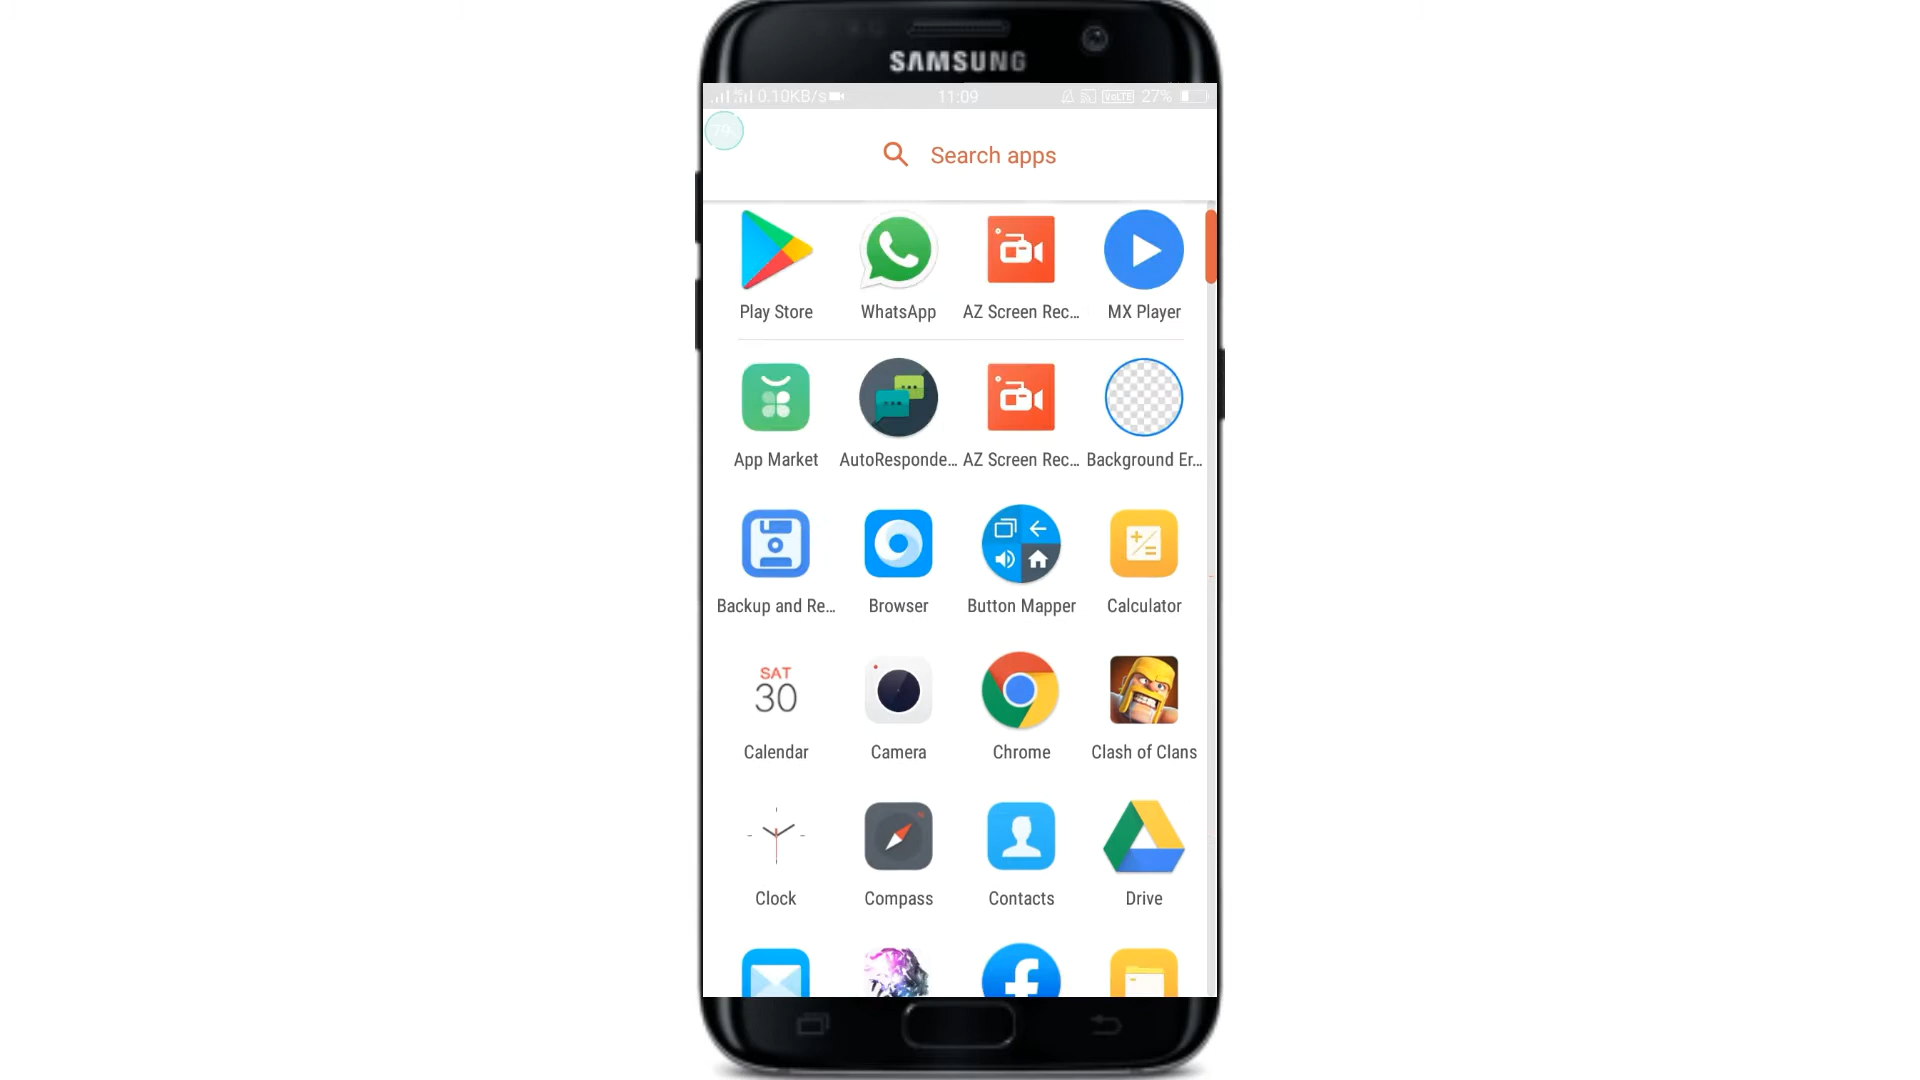 SAMSUNG
0.10KB/s 11:09 VoLTE 27%
79%
Search apps
Play Store WhatsApp AZ Screen Rec... MX Player
App Market AutoResponde... AZ Screen Rec... Background Er...
Backup and Re... Browser Button Mapper Calculator
SAT
30
Calendar Camera Chrome Clash of Clans
Clock Compass Contacts Drive